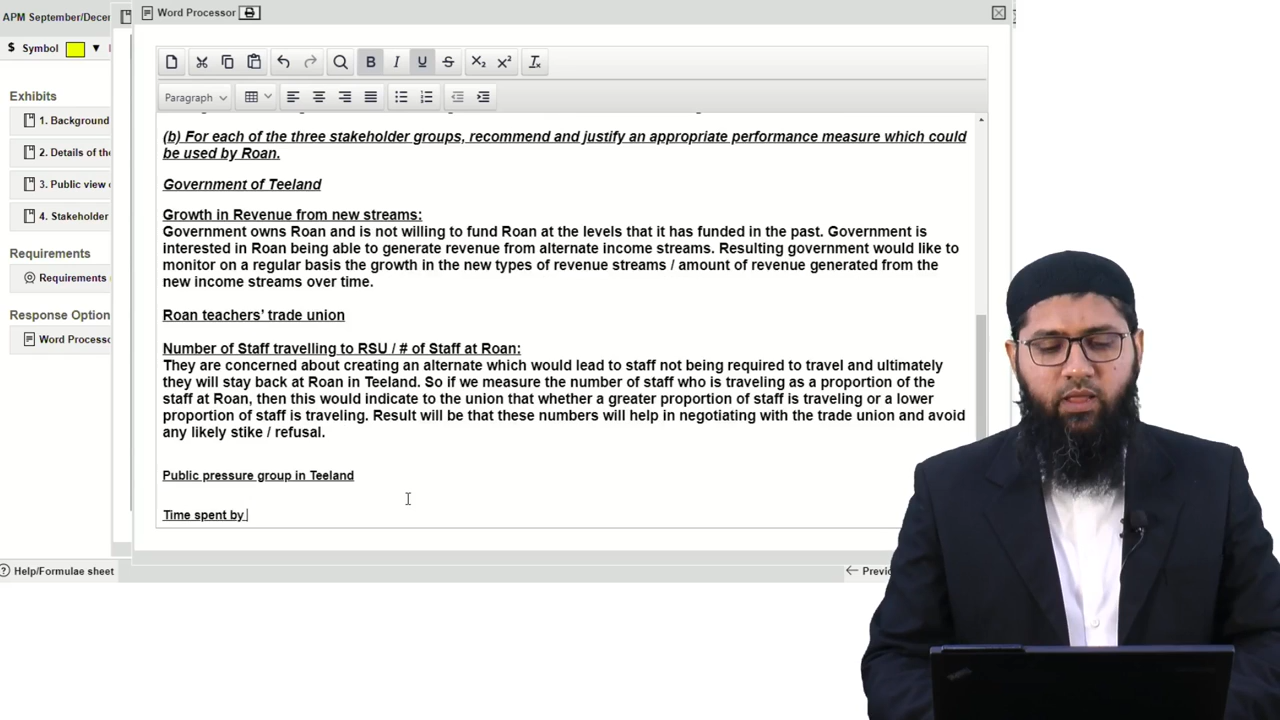 APM September/Decer
Word Processor
$ Symbol
Paragraph
Exhibits
1. Background
2. Details of the
3. Public view
4. Stakeholder
Requirements
Requirements
Response Option
Word Processo
(b) For each of the three stakeholder groups, recommend and justify an appropriate performance measure which could
be used by Roan.
Government of Teeland
Growth in Revenue from new streams:
Government owns Roan and is not willing to fund Roan at the levels that it has funded in the past. Government is
interested in Roan being able to generate revenue from alternate income streams. Resulting government would like to
monitor on a regular basis the growth in the new types of revenue streams / amount of revenue generated from the
new income streams over time.
Roan teachers’ trade union
Number of Staff travelling to RSU / # of Staff at Roan:
They are concerned about creating an alternate which would lead to staff not being required to travel and ultimately
they will stay back at Roan in Teeland. So if we measure the number of staff who is traveling as a proportion of the
staff at Roan, then this would indicate to the union that whether a greater proportion of staff is traveling or a lower
proportion of staff is traveling. Result will be that these numbers will help in negotiating with the trade union and avoid
any likely stike / refusal.
Public pressure group in Teeland
Time spent by
Help/Formulae sheet
Previ